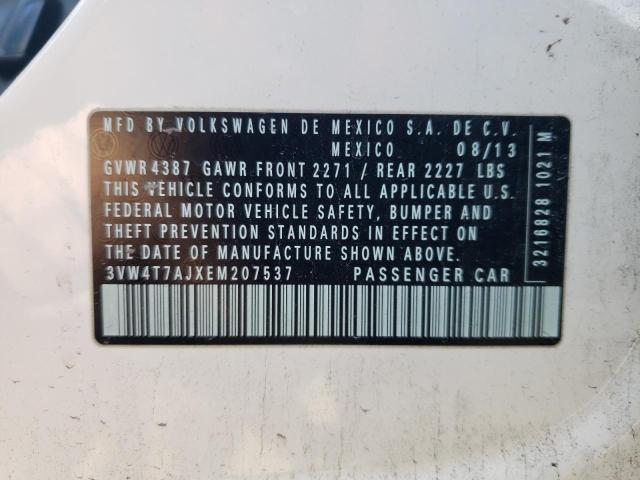 MFD BY VOLKSWAGEN DE MEXICO S.A. DE C.V.
MEXICO 08/13
GVWR 4387 GAWR FRONT 2271 / REAR 2227 LBS
THIS VEHICLE CONFORMS TO ALL APPLICABLE U.S.
FEDERAL MOTOR VEHICLE SAFETY, BUMPER AND
THEFT PREVENTION STANDARDS IN EFFECT ON
THE DATE OF MANUFACTURE SHOWN ABOVE.
3VW4T7AJXEM207537 PASSENGER CAR
3216828 1021 M